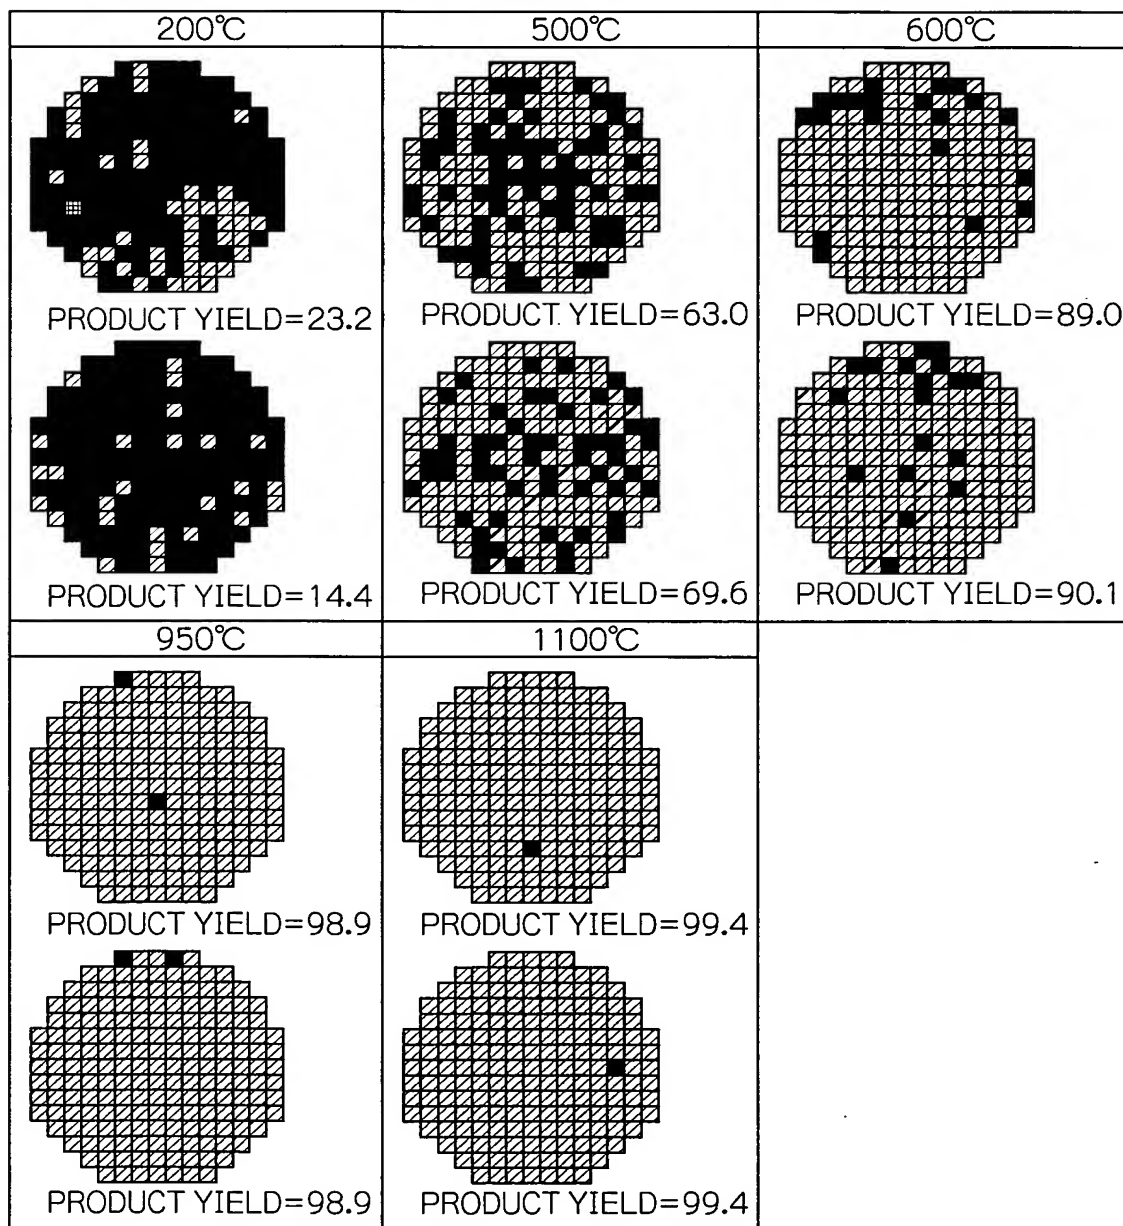 200℃ 500℃ 600℃
PRODUCT YIELD=23.2 PRODUCT YIELD=63.0 PRODUCT YIELD=89.0
PRODUCT YIELD=14.4 PRODUCT YIELD=69.6 PRODUCT YIELD=90.1
950℃ 1100℃
PRODUCT YIELD=98.9 PRODUCT YIELD=99.4
PRODUCT YIELD=98.9 PRODUCT YIELD=99.4